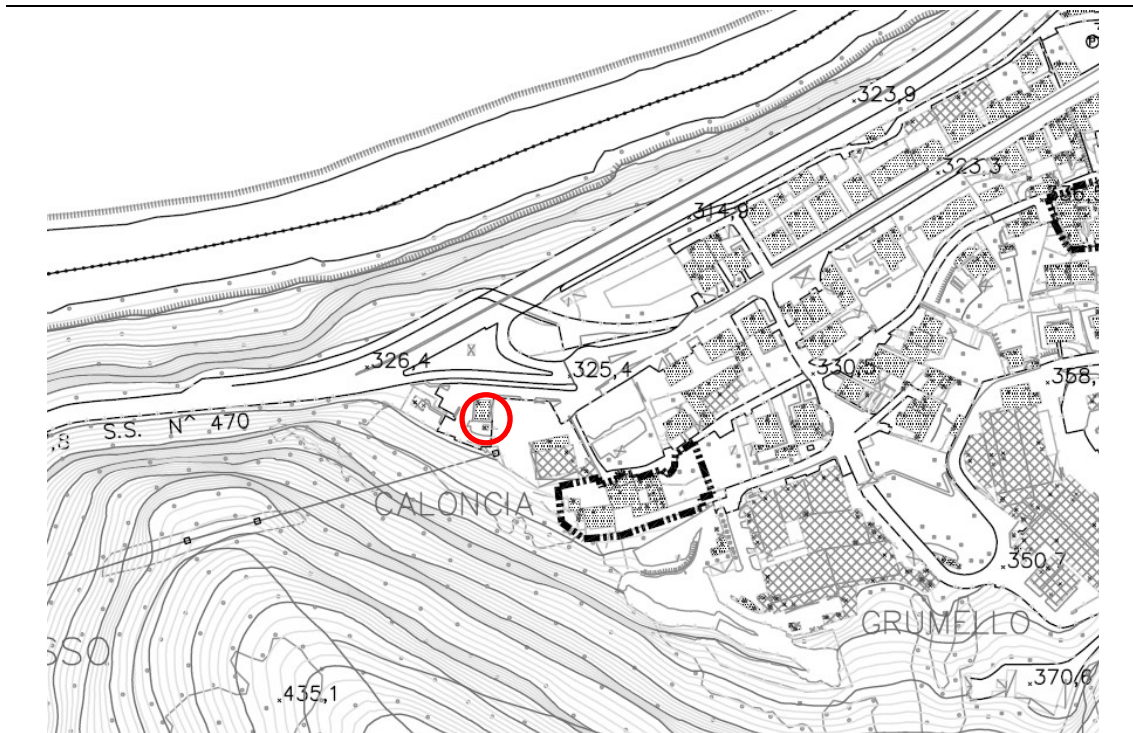 P
323,9
323,3
314,9
326,4
325,4
330,5
358,
S.S. N^ 470
CALONCIA
350,7
GRUMELLO
SSO
370,6
435,1